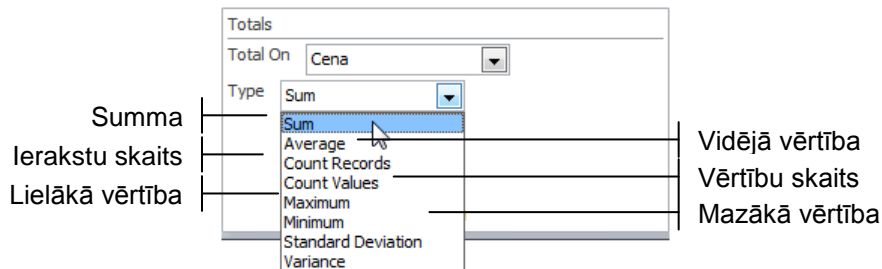 Totals
Total On Cena
Type Sum
Sum
Average
Count Records
Count Values
Maximum
Minimum
Standard Deviation
Variance
Summa
Ierakstu skaits
Lielākā vērtība
Vidējā vērtība
Vērtību skaits
Mazākā vērtība